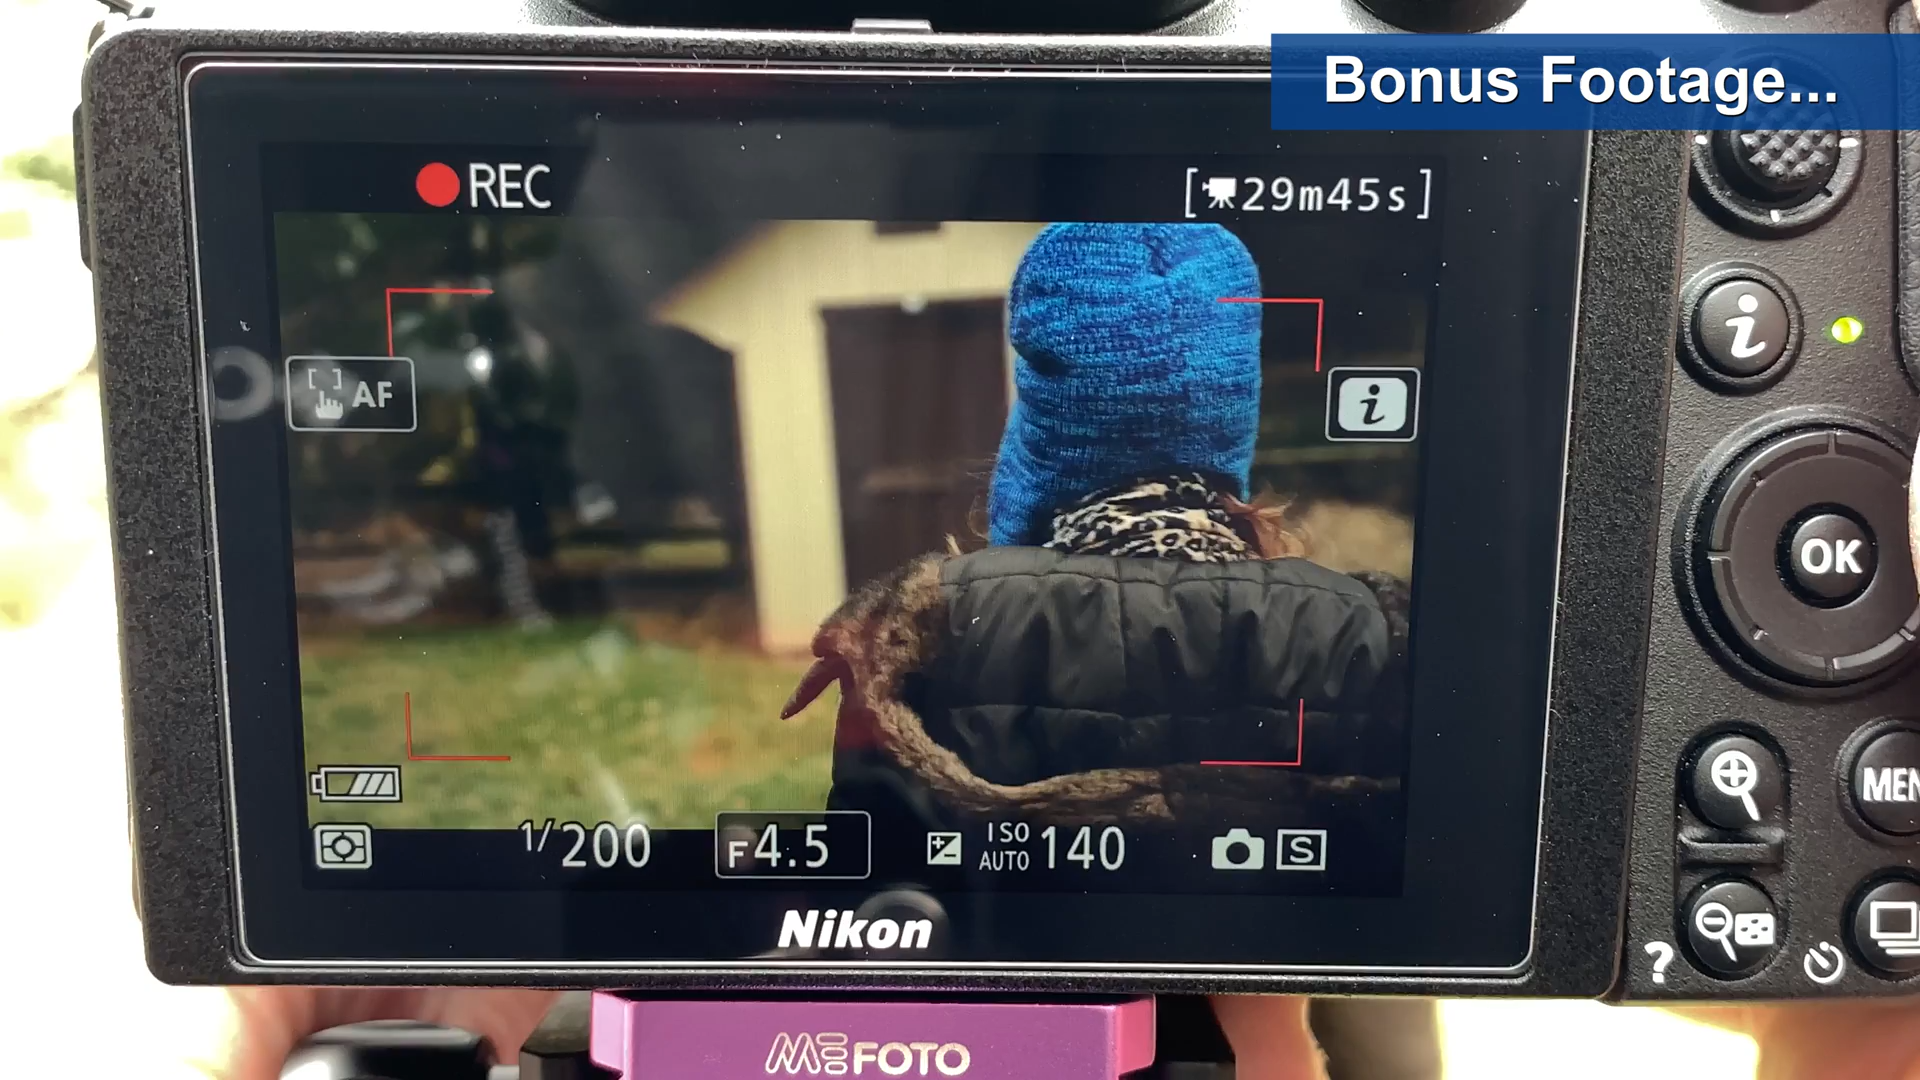 Bonus Footage...
REC
[29m45s]
AF
i
i
OK
1/200
F4.5
ISO
AUTO 140
S
MEN
?
Nikon
MEFOTO